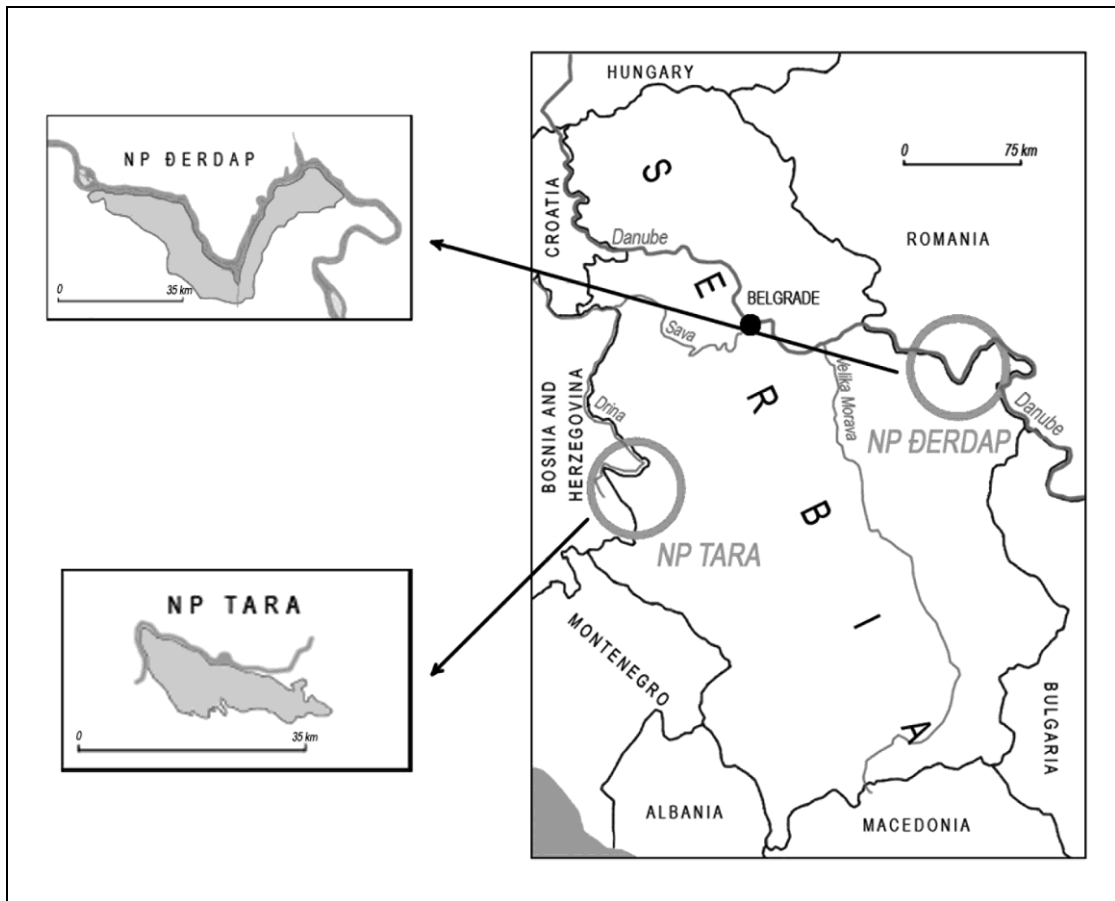 NP ĐERDAP
0 35 km
NP TARA
0 35 km
HUNGARY
0 75 km
CROATIA
ROMANIA
Danube
BELGRADE
Sava
Velika Morava
BOSNIA AND
HERZEGOVINA
Drina
Danube
NP ĐERDAP
NP TARA
SERBIA
MONTENEGRO
BULGARIA
ALBANIA
MACEDONIA